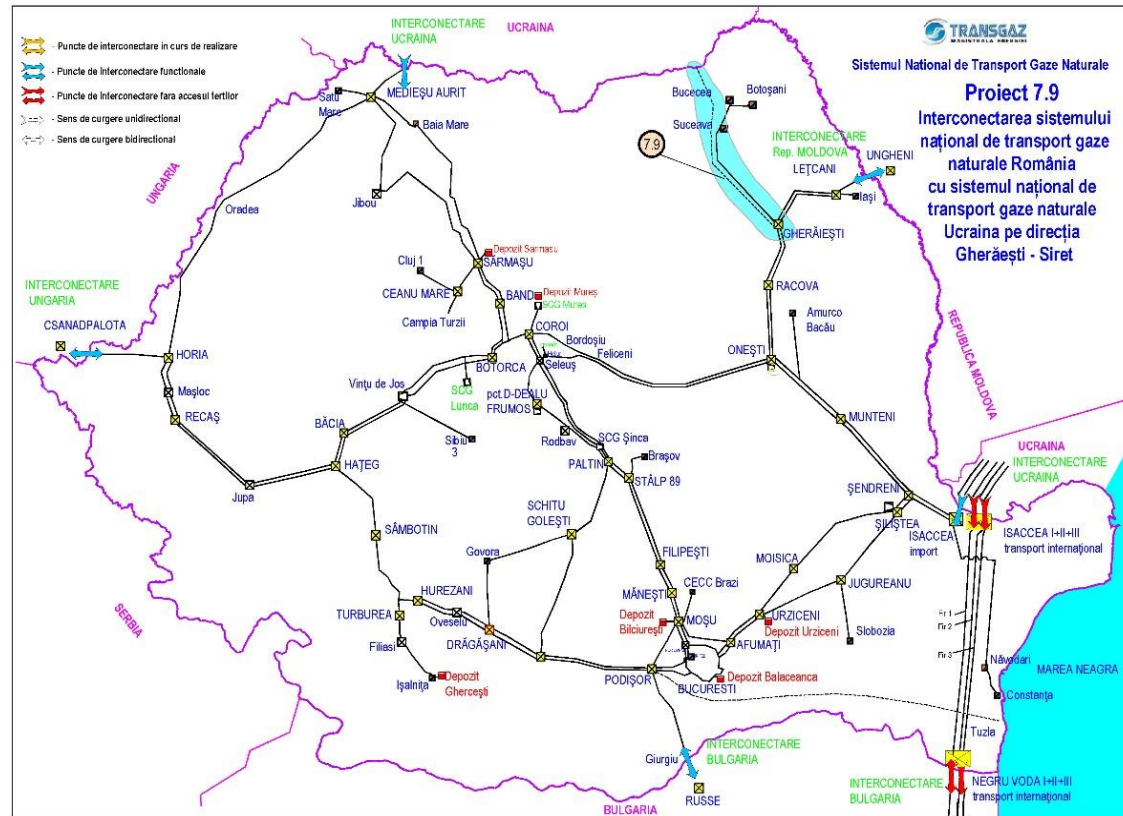 INTERCONECTARE
UCRAINA
UCRAINA
TRANSGAZ
- Puncte de interconectare in curs de realizare
- Puncte de interconectare functionale
- Puncte de interconectare fara accesul tertilor
- Sens de curgere unidirectional
- Sens de curgere bidirectional
Sistemul National de Transport Gaze Naturale
Proiect 7.9
Interconectarea sistemului
național de transport gaze
naturale România
cu sistemul național de
transport gaze naturale
Ucraina pe direcția
Gherăești - Siret
MEDIEȘU AURIT
Satu
Mare
Baia Mare
Bucecea
Botoșani
Suceava
7.9
INTERCONECTARE
Rep. MOLDOVA
UNGHENI
LEȚCANI
Iași
UNGARIA
Oradea
Jibou
GHERĂIEȘTI
Depozit Sarmasu
SĂRMAȘU
Cluj 1
CEANU MARE
Campia Turzii
BAND
Depozit Mureș
SCG Mureș
RACOVA
Amurco
Bacău
REPUBLICA MOLDOVA
INTERCONECTARE
UNGARIA
CSANADPALOTA
HORIA
Mașloc
RECAȘ
COROI
Bordoșiu
Feliceni
Seleuș
BOTORCA
ONEȘTI
Vințu de Jos
SCG
Lunca
pct.D-DEALU
FRUMOS
MUNTENI
BĂCIA
Sibiu
3
Rodbav
SCG Șinca
PALTIN
Brașov
STÂLP 89
HAȚEG
Jupa
UCRAINA
INTERCONECTARE
UCRAINA
ȘENDRENI
ȘILIȘTEA
ISACCEA
import
ISACCEA I+II+III
transport internațional
SÂMBOTIN
SCHITU
GOLEȘTI
Govora
FILIPEȘTI
MOISICA
JUGUREANU
CECC Brazi
MĂNEȘTI
HUREZANI
Oveselu
TURBUREA
SERBIA
DRĂGĂȘANI
Depozit
Bilciurești
MOȘU
URZICENI
Depozit Urziceni
Slobozia
AFUMAȚI
Fir 1
Fir 2
Fir 3
Filiasi
Ișalnița
Depozit
Ghercești
PODIȘOR
BUCURESTI
Depozit Balaceanca
Năvodari
MAREA NEAGRA
Constanța
Tuzla
Giurgiu
INTERCONECTARE
BULGARIA
RUSSE
BULGARIA
INTERCONECTARE
BULGARIA
NEGRU VODA I+II+III
transport internațional